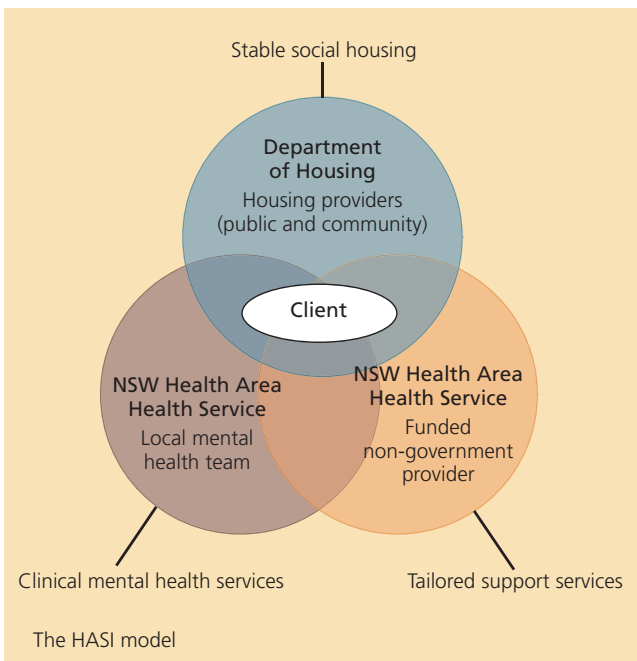 Stable social housing
Department
of Housing
Housing providers
(public and community)
Client
NSW Health Area
Health Service
Local mental
health team
NSW Health Area
Health Service
Funded
non-government
provider
Clinical mental health services
Tailored support services
The HASI model